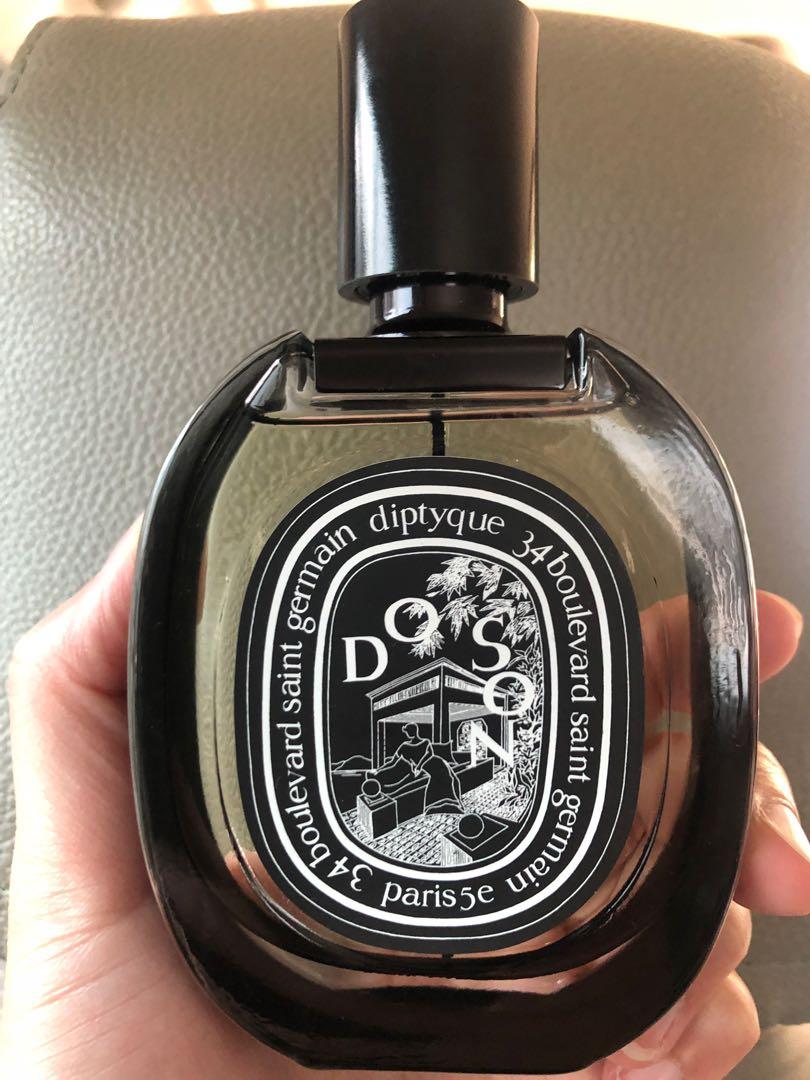 diptyque 34 boulevard saint germain paris 5e 34 boulevard saint germain
DO SON